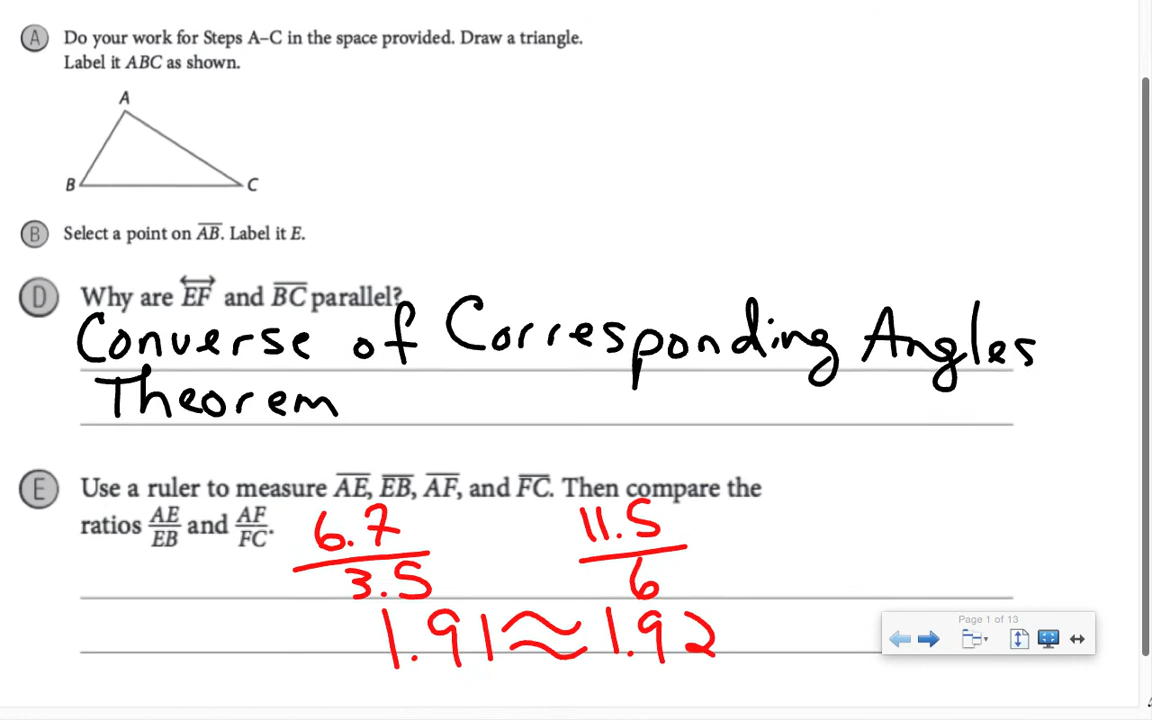 A Do your work for Steps A–C in the space provided. Draw a triangle.
Label it ABC as shown.
A
B
C
B Select a point on AB. Label it E.
D Why are EF and BC parallel?
Converse of Corresponding Angles
Theorem
E Use a ruler to measure AE, EB, AF, and FC. Then compare the
ratios AE/EB and AF/FC.
6.7/3.5 11.5/6
1.91≈1.92
Page 1 of 13